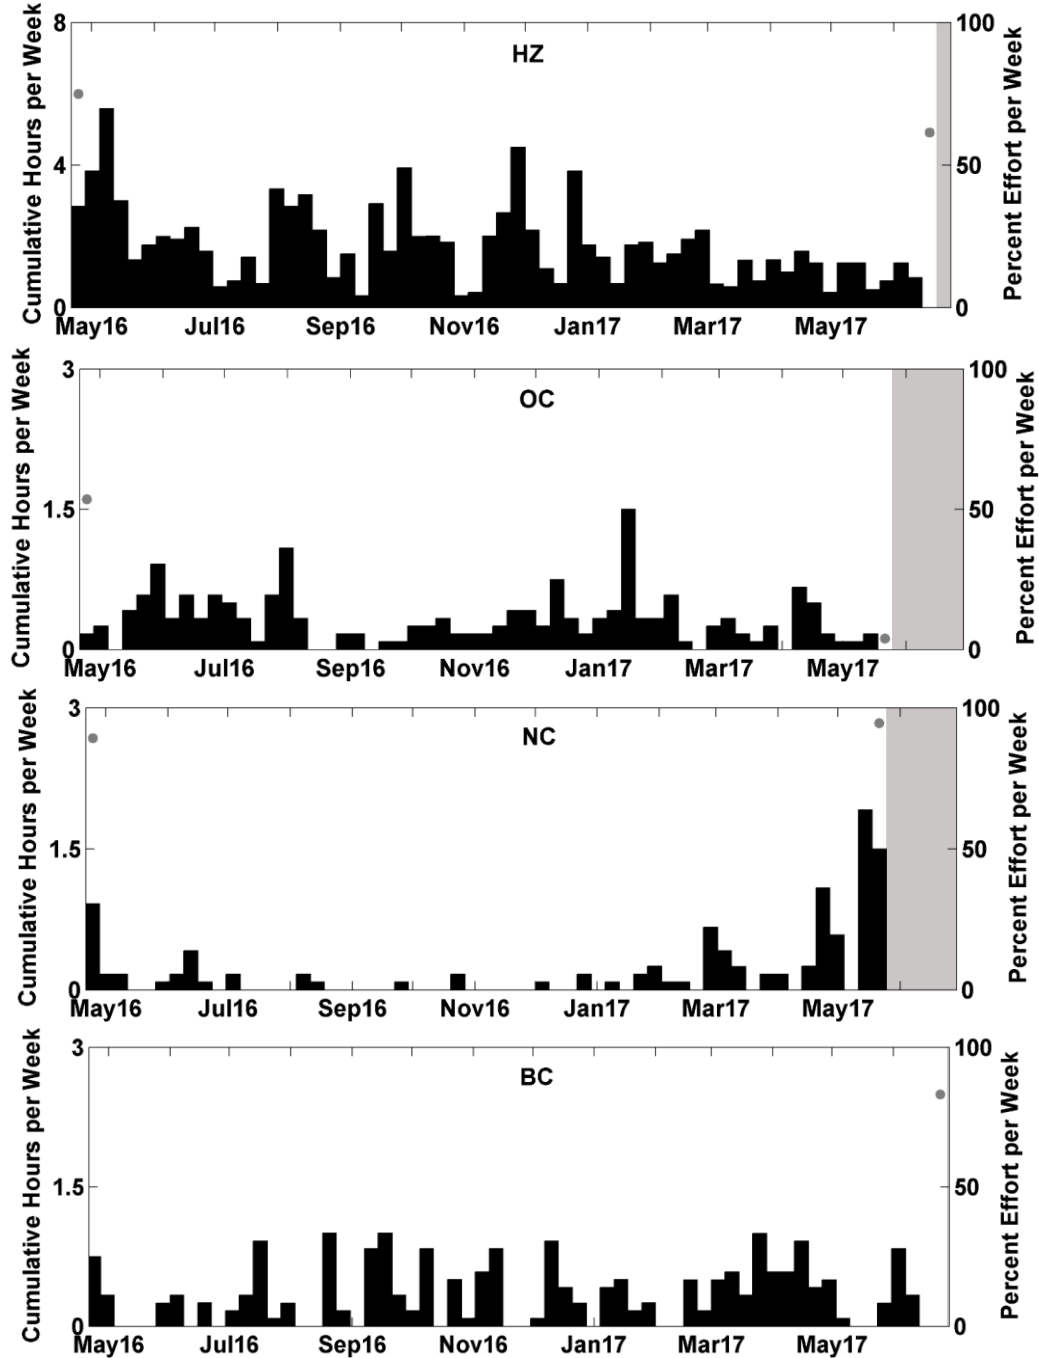 HZ
Cumulative Hours per Week
8
4
0
100
50
0
Percent Effort per Week
May16 Jul16 Sep16 Nov16 Jan17 Mar17 May17
OC
Cumulative Hours per Week
3
1.5
0
100
50
0
Percent Effort per Week
May16 Jul16 Sep16 Nov16 Jan17 Mar17 May17
NC
Cumulative Hours per Week
3
1.5
0
100
50
0
Percent Effort per Week
May16 Jul16 Sep16 Nov16 Jan17 Mar17 May17
BC
Cumulative Hours per Week
3
1.5
0
100
50
0
Percent Effort per Week
May16 Jul16 Sep16 Nov16 Jan17 Mar17 May17